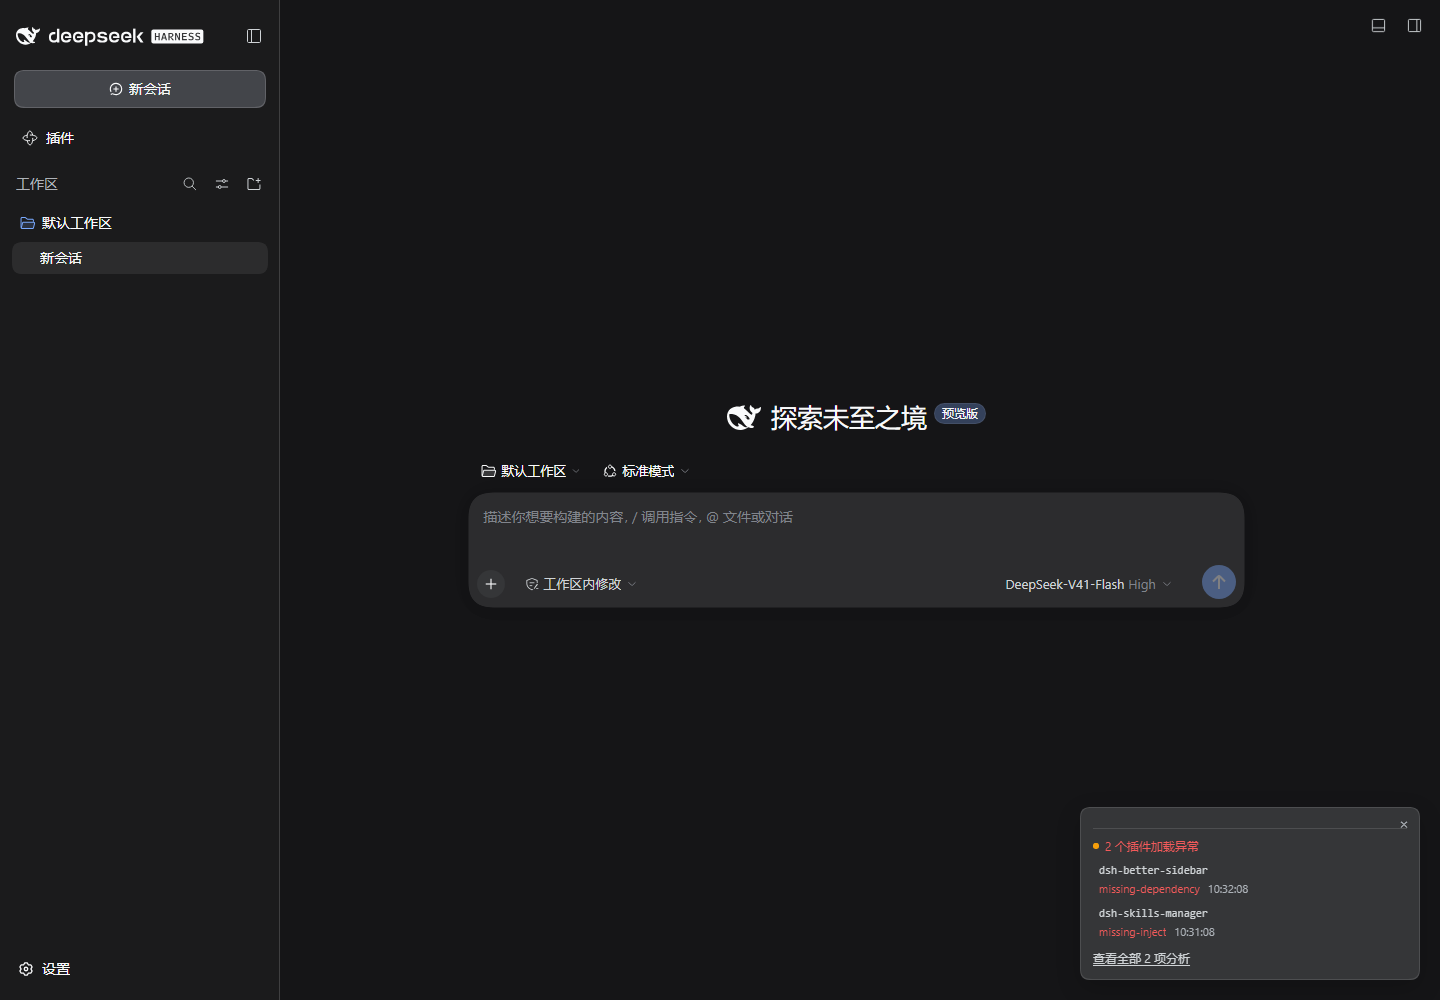 deepseek HARNESS
新会话
插件
工作区
默认工作区
新会话
设置
探索未至之境 预览版
默认工作区 标准模式
描述你想要构建的内容, / 调用指令, @ 文件或对话
工作区内修改 DeepSeek-V41-Flash High
2 个插件加载异常
dsh-better-sidebar
missing-dependency 10:32:08
dsh-skills-manager
missing-inject 10:31:08
查看全部 2 项分析